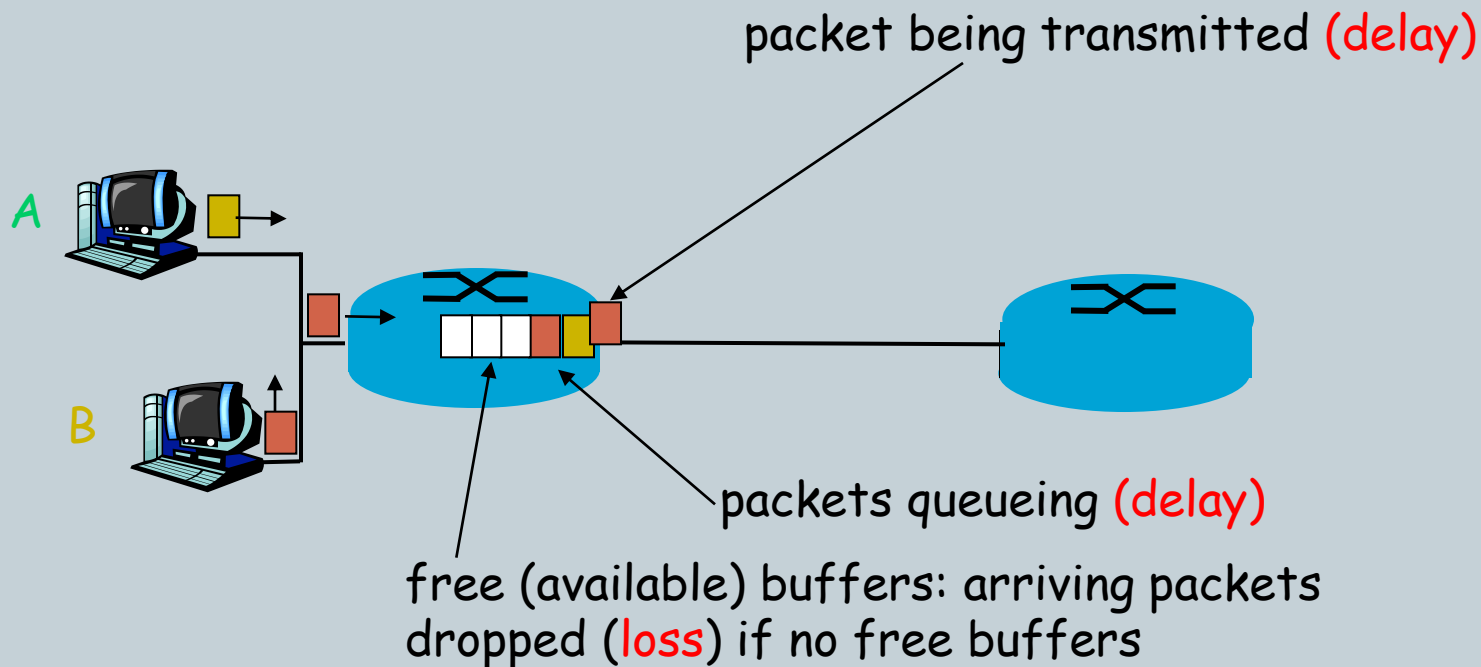 packet being transmitted (delay)
A
B
packets queueing (delay)
free (available) buffers: arriving packets
dropped (loss) if no free buffers